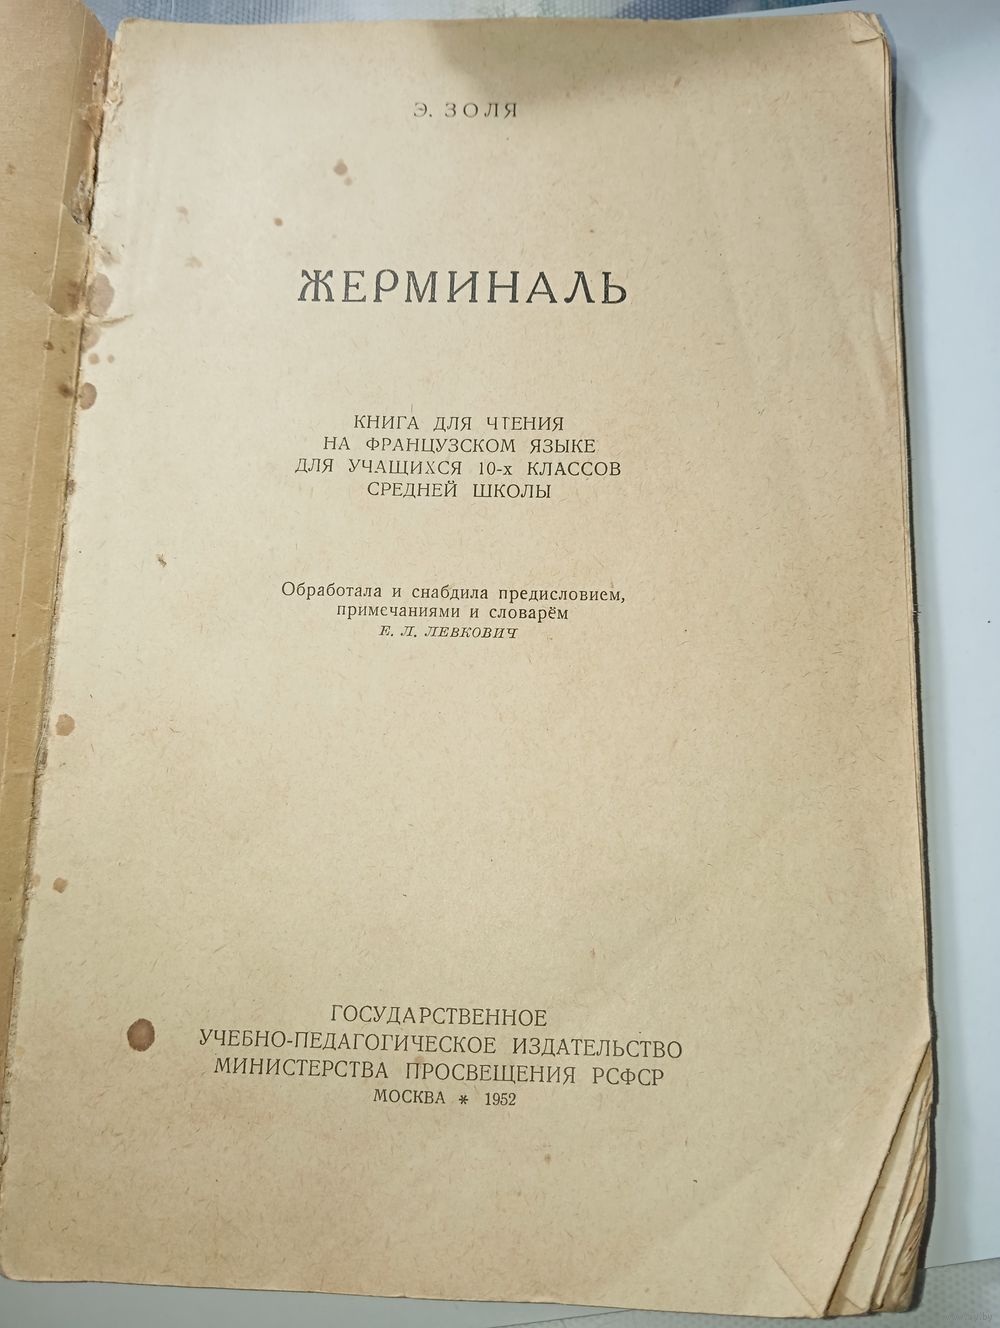 Э. ЗОЛЯ
ЖЕРМИНАЛЬ
КНИГА ДЛЯ ЧТЕНИЯ
НА ФРАНЦУЗСКОМ ЯЗЫКЕ
ДЛЯ УЧАЩИХСЯ 10-х КЛАССОВ
СРЕДНЕЙ ШКОЛЫ
Обработала и снабдила предисловием,
примечаниями и словарём
Е. Л. ЛЕВКОВИЧ
ГОСУДАРСТВЕННОЕ
УЧЕБНО-ПЕДАГОГИЧЕСКОЕ ИЗДАТЕЛЬСТВО
МИНИСТЕРСТВА ПРОСВЕЩЕНИЯ РСФСР
МОСКВА * 1952